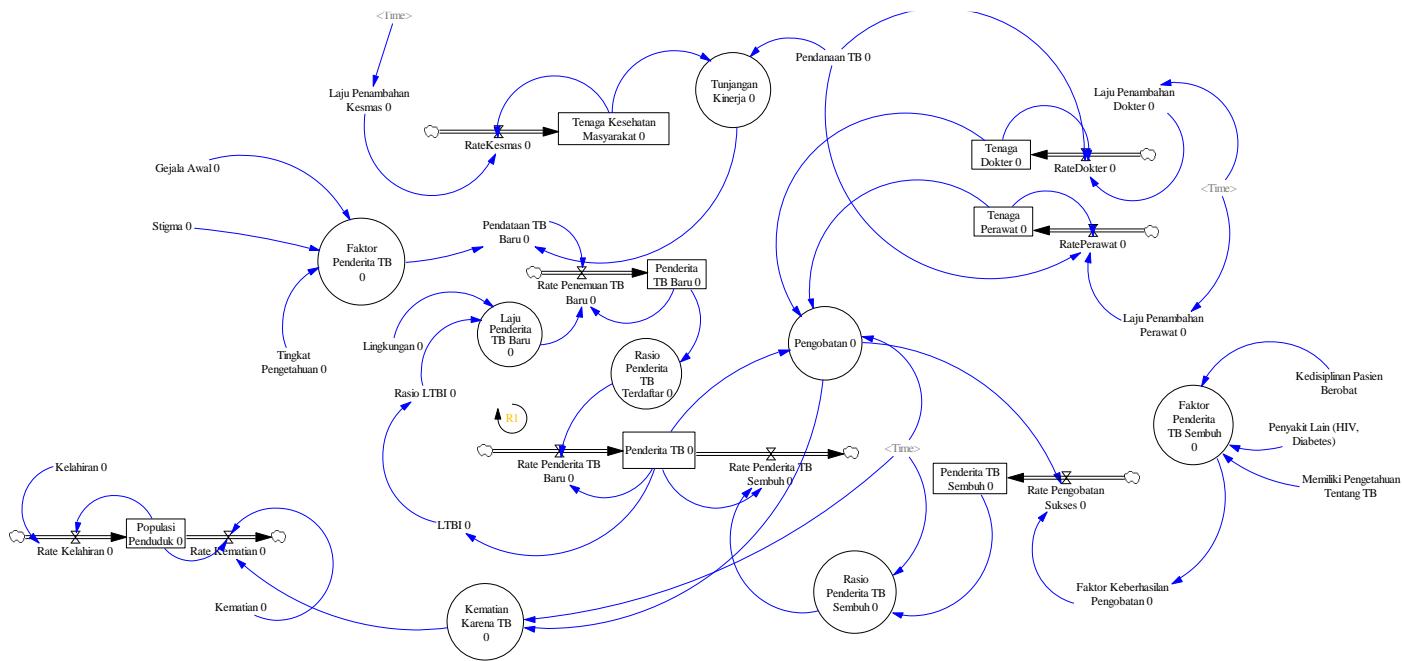 <Time>
Laju Penambahan
Kesmas 0
RateKesmas 0
Tenaga Kesehatan
Masyarakat 0
Tunjangan
Kinerja 0
Pendanaan TB 0
Laju Penambahan
Dokter 0
Tenaga
Dokter 0
RateDokter 0
<Time>
Tenaga
Perawat 0
RatePerawat 0
Laju Penambahan
Perawat 0
Gejala Awal 0
Stigma 0
Faktor
Penderita TB
0
Tingkat
Pengetahuan 0
Pendataan TB
Baru 0
Rate Penemuan TB
Baru 0
Penderita
TB Baru 0
Lingkungan 0
Laju
Penderita
TB Baru
0
Rasio LTBI 0
Rasio
Penderita
TB
Terdaftar 0
Pengobatan 0
R1
Rate Penderita TB
Baru 0
Penderita TB 0
Rate Penderita TB
Sembuh 0
<Time>
Penderita TB
Sembuh 0
Rate Pengobatan
Sukses 0
Kedisiplinan Pasien
Berobat
Faktor
Penderita
TB Sembuh
0
Penyakit Lain (HIV,
Diabetes)
Memiliki Pengetahuan
Tentang TB
Kelahiran 0
Rate Kelahiran 0
Populasi
Penduduk 0
Rate Kematian 0
LTBI 0
Kematian 0
Kematian
Karena TB
0
Rasio
Penderita TB
Sembuh 0
Faktor Keberhasilan
Pengobatan 0